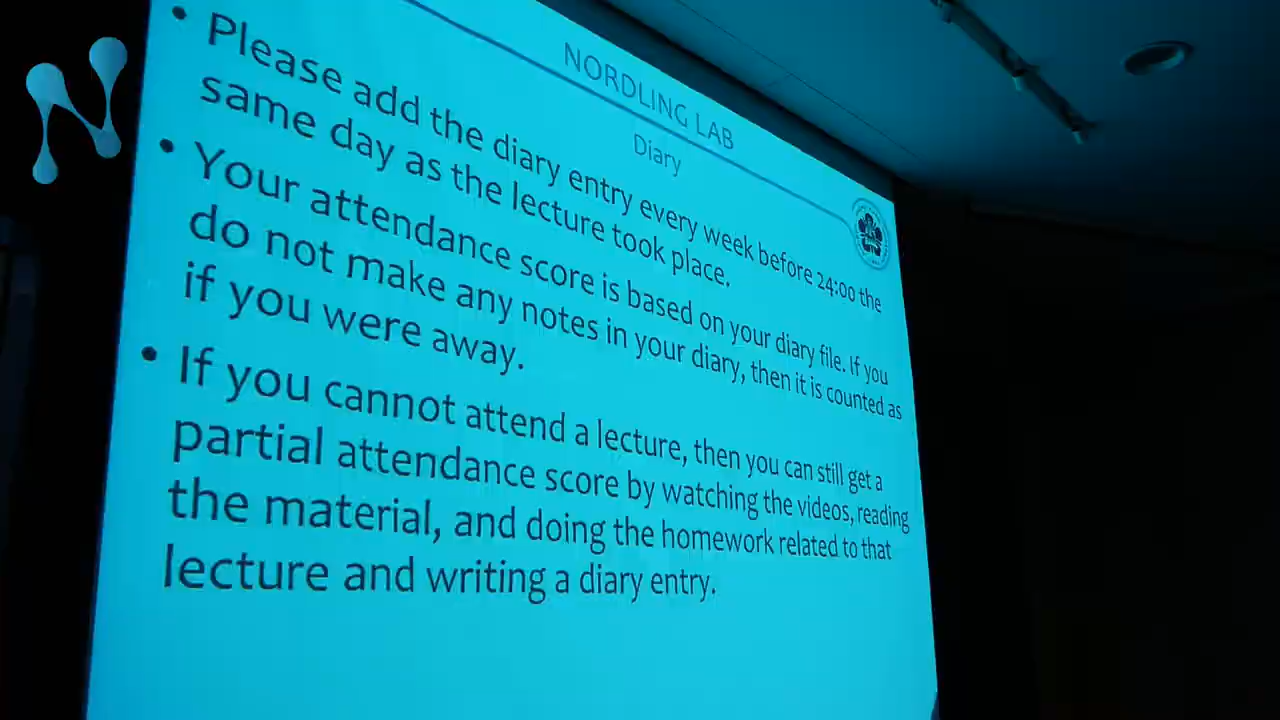 NORDLING LAB
Diary
• Please add the diary entry every week before 24:00 the
same day as the lecture took place.
• Your attendance score is based on your diary file. If you
do not make any notes in your diary, then it is counted as
if you were away.
• If you cannot attend a lecture, then you can still get a
partial attendance score by watching the videos, reading
the material, and doing the homework related to that
lecture and writing a diary entry.